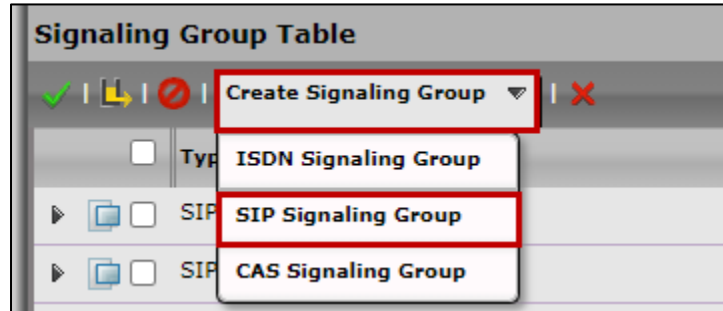 Signaling Group Table
Create Signaling Group
Typ
ISDN Signaling Group
SIP
SIP Signaling Group
SIP
CAS Signaling Group